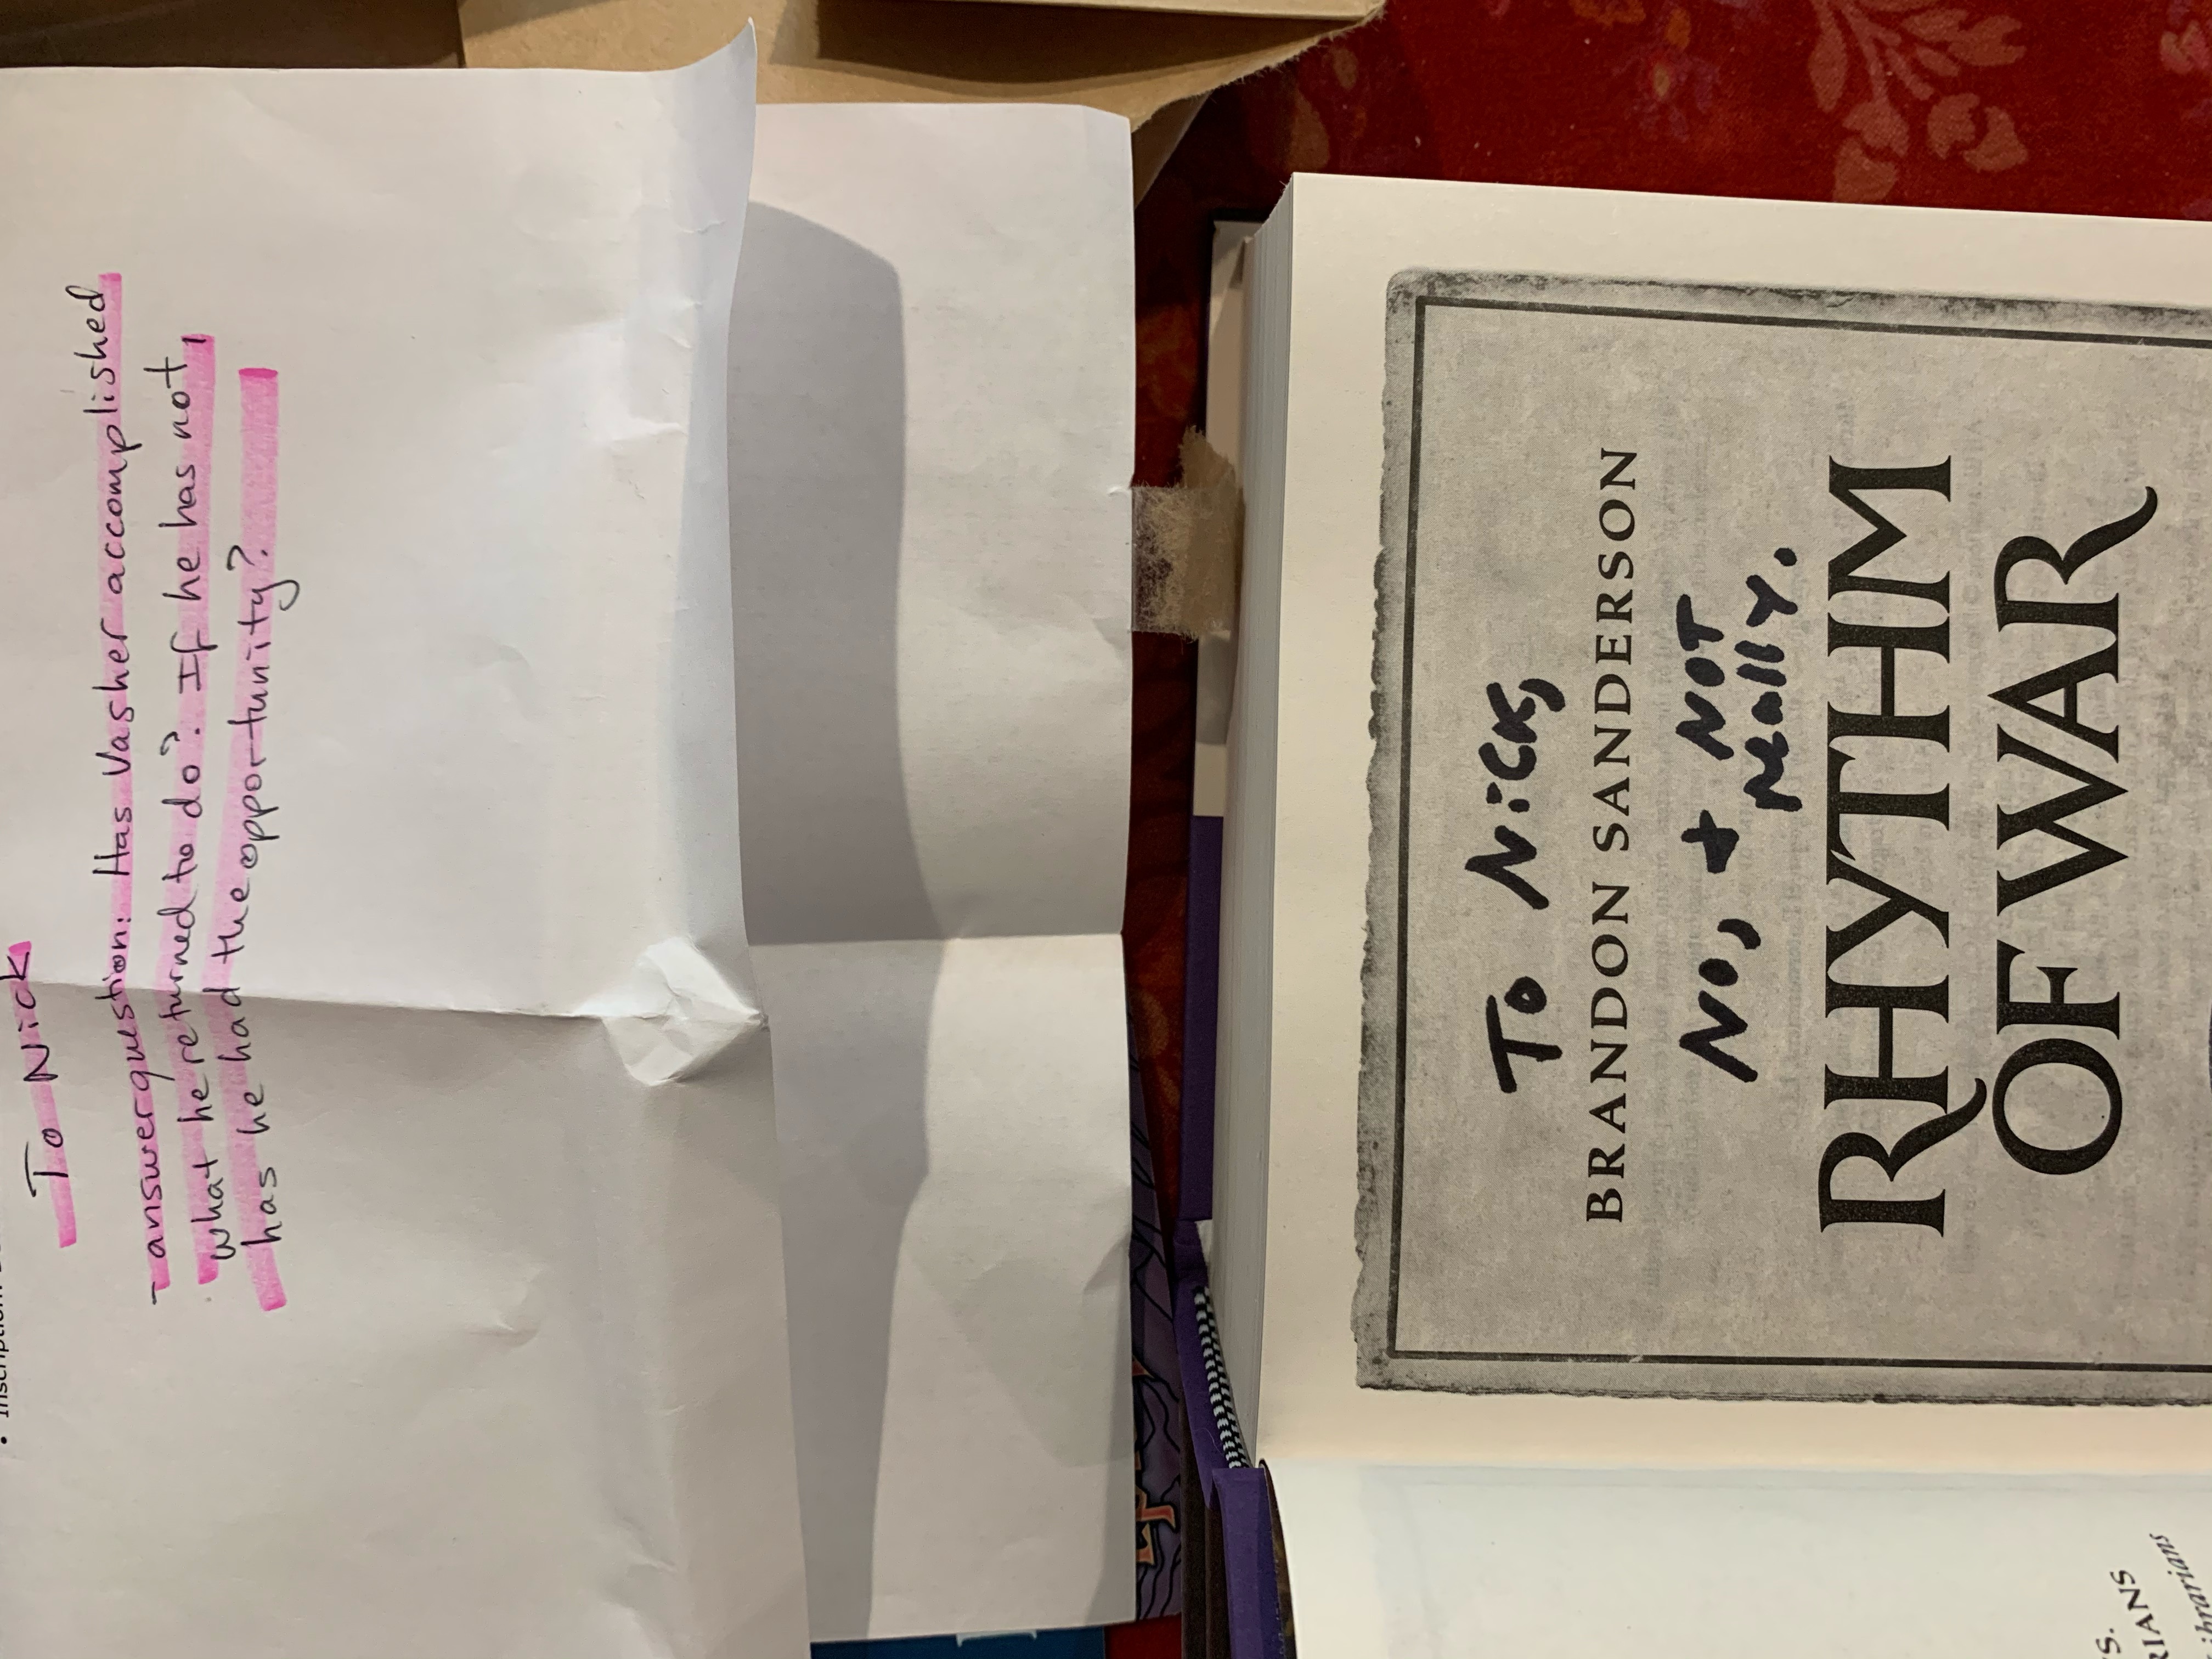 To Nick
- answer question: Has Vasher accomplished
what he returned to do? If he has not,
has he had the opportunity?
To Nick,
BRANDON SANDERSON
No, + NOT
really.
RHYTHM
OF WAR
RIANS